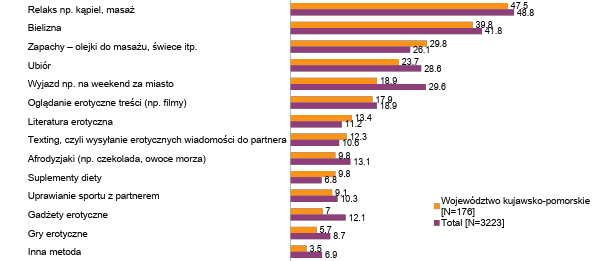 Relaks np. kąpiel, masaż
47.5
48.8
Bielizna
39.8
41.8
Zapachy – olejki do masażu, świece itp.
29.8
26.1
Ubiór
23.7
28.6
Wyjazd np. na weekend za miasto
18.9
29.6
Oglądanie erotyczne treści (np. filmy)
17.9
18.9
Literatura erotyczna
13.4
11.2
Texting, czyli wysyłanie erotycznych wiadomości do partnera
12.3
10.6
Afrodyzjaki (np. czekolada, owoce morza)
9.8
13.1
Suplementy diety
9.8
6.8
Uprawianie sportu z partnerem
9.1
10.3
Gadżety erotyczne
7
12.1
Gry erotyczne
5.7
8.7
Inna metoda
3.5
6.9
Województwo kujawsko-pomorskie
[N=176]
Total [N=3223]